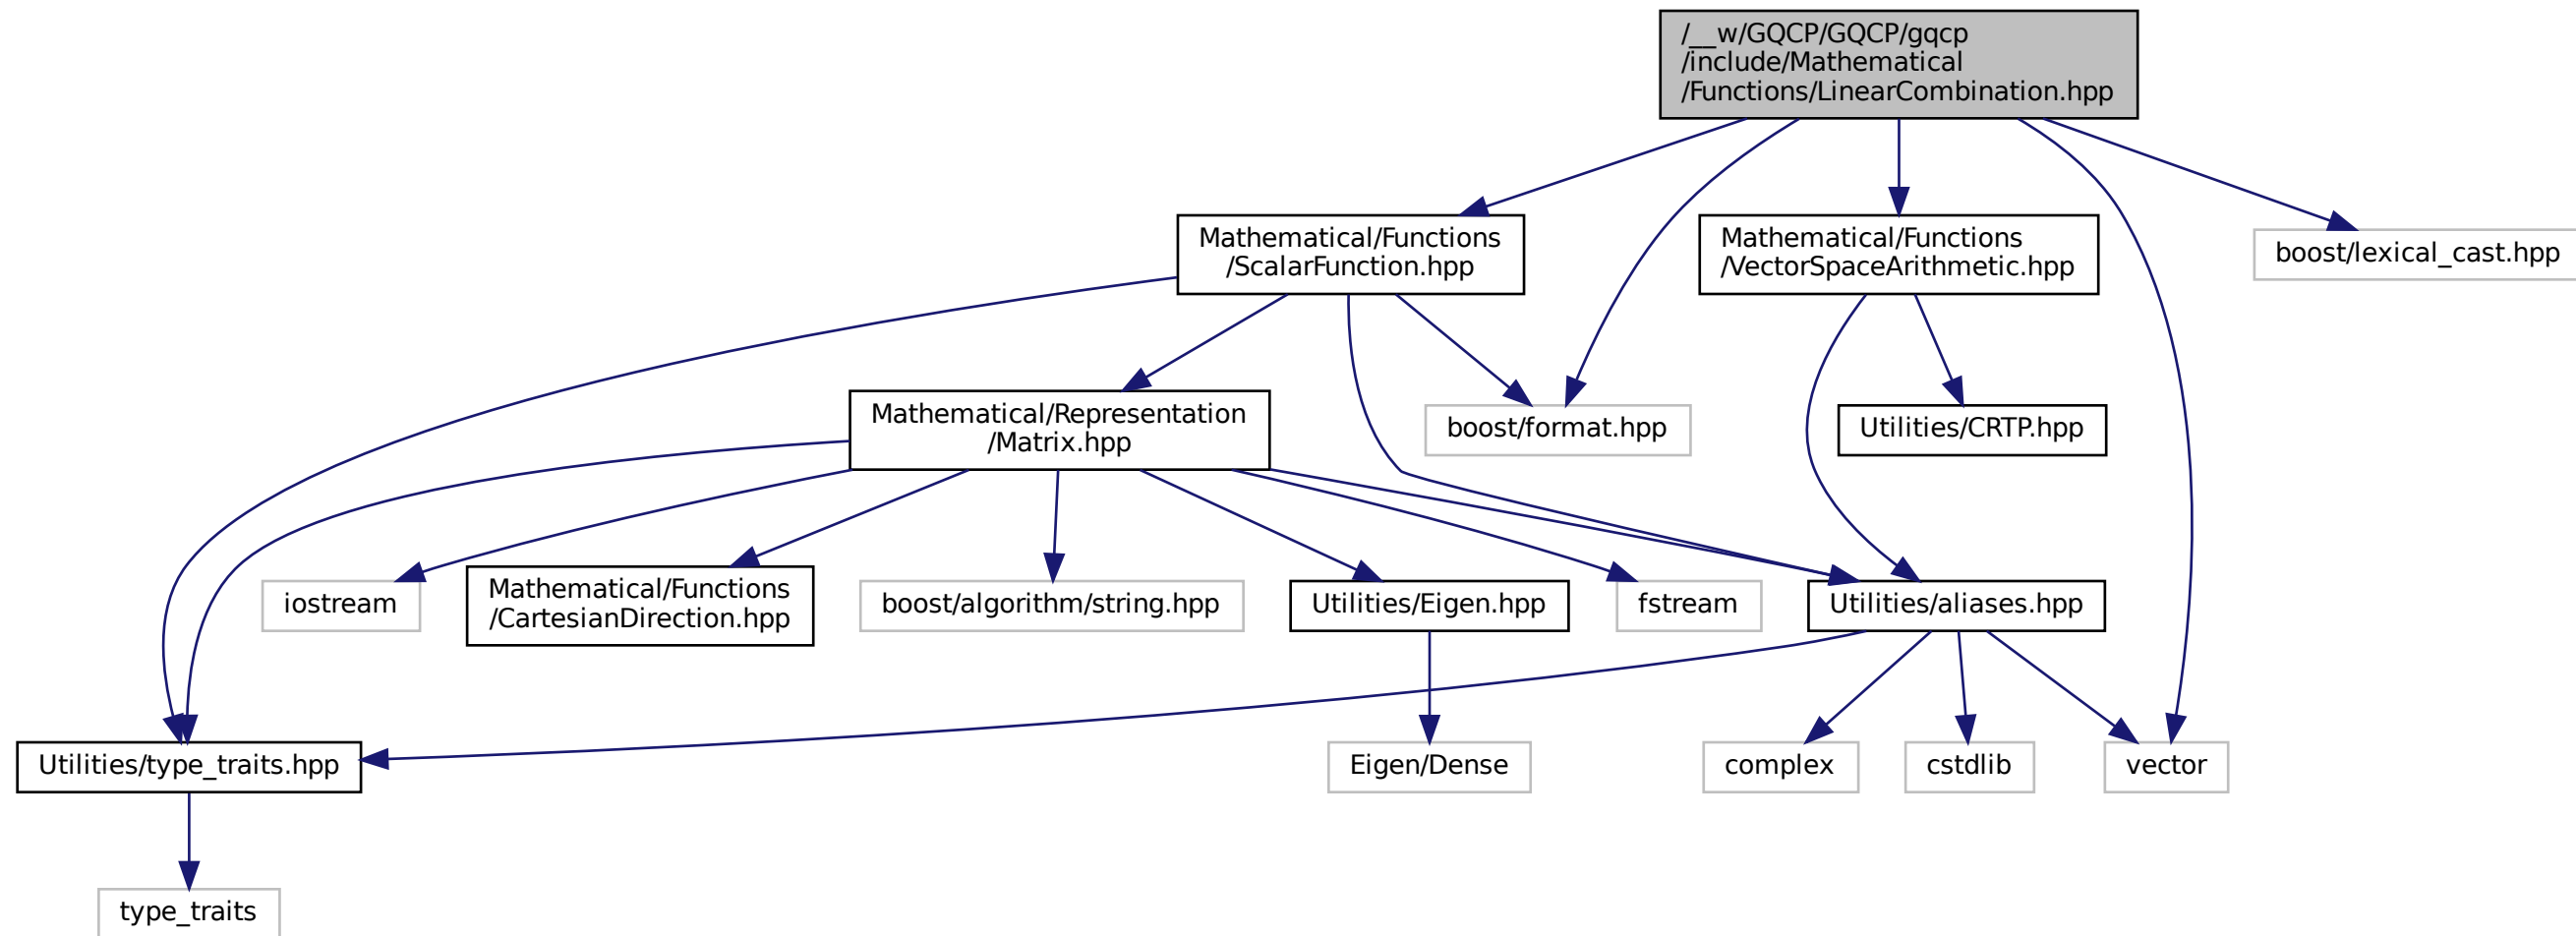 /__w/GQCP/GQCP/gqcp
/include/Mathematical
/Functions/LinearCombination.hpp
Mathematical/Functions
/ScalarFunction.hpp
Mathematical/Functions
/VectorSpaceArithmetic.hpp
boost/lexical_cast.hpp
Mathematical/Representation
/Matrix.hpp
boost/format.hpp
Utilities/CRTP.hpp
iostream
Mathematical/Functions
/CartesianDirection.hpp
boost/algorithm/string.hpp
Utilities/Eigen.hpp
fstream
Utilities/aliases.hpp
Utilities/type_traits.hpp
Eigen/Dense
complex
cstdlib
vector
type_traits